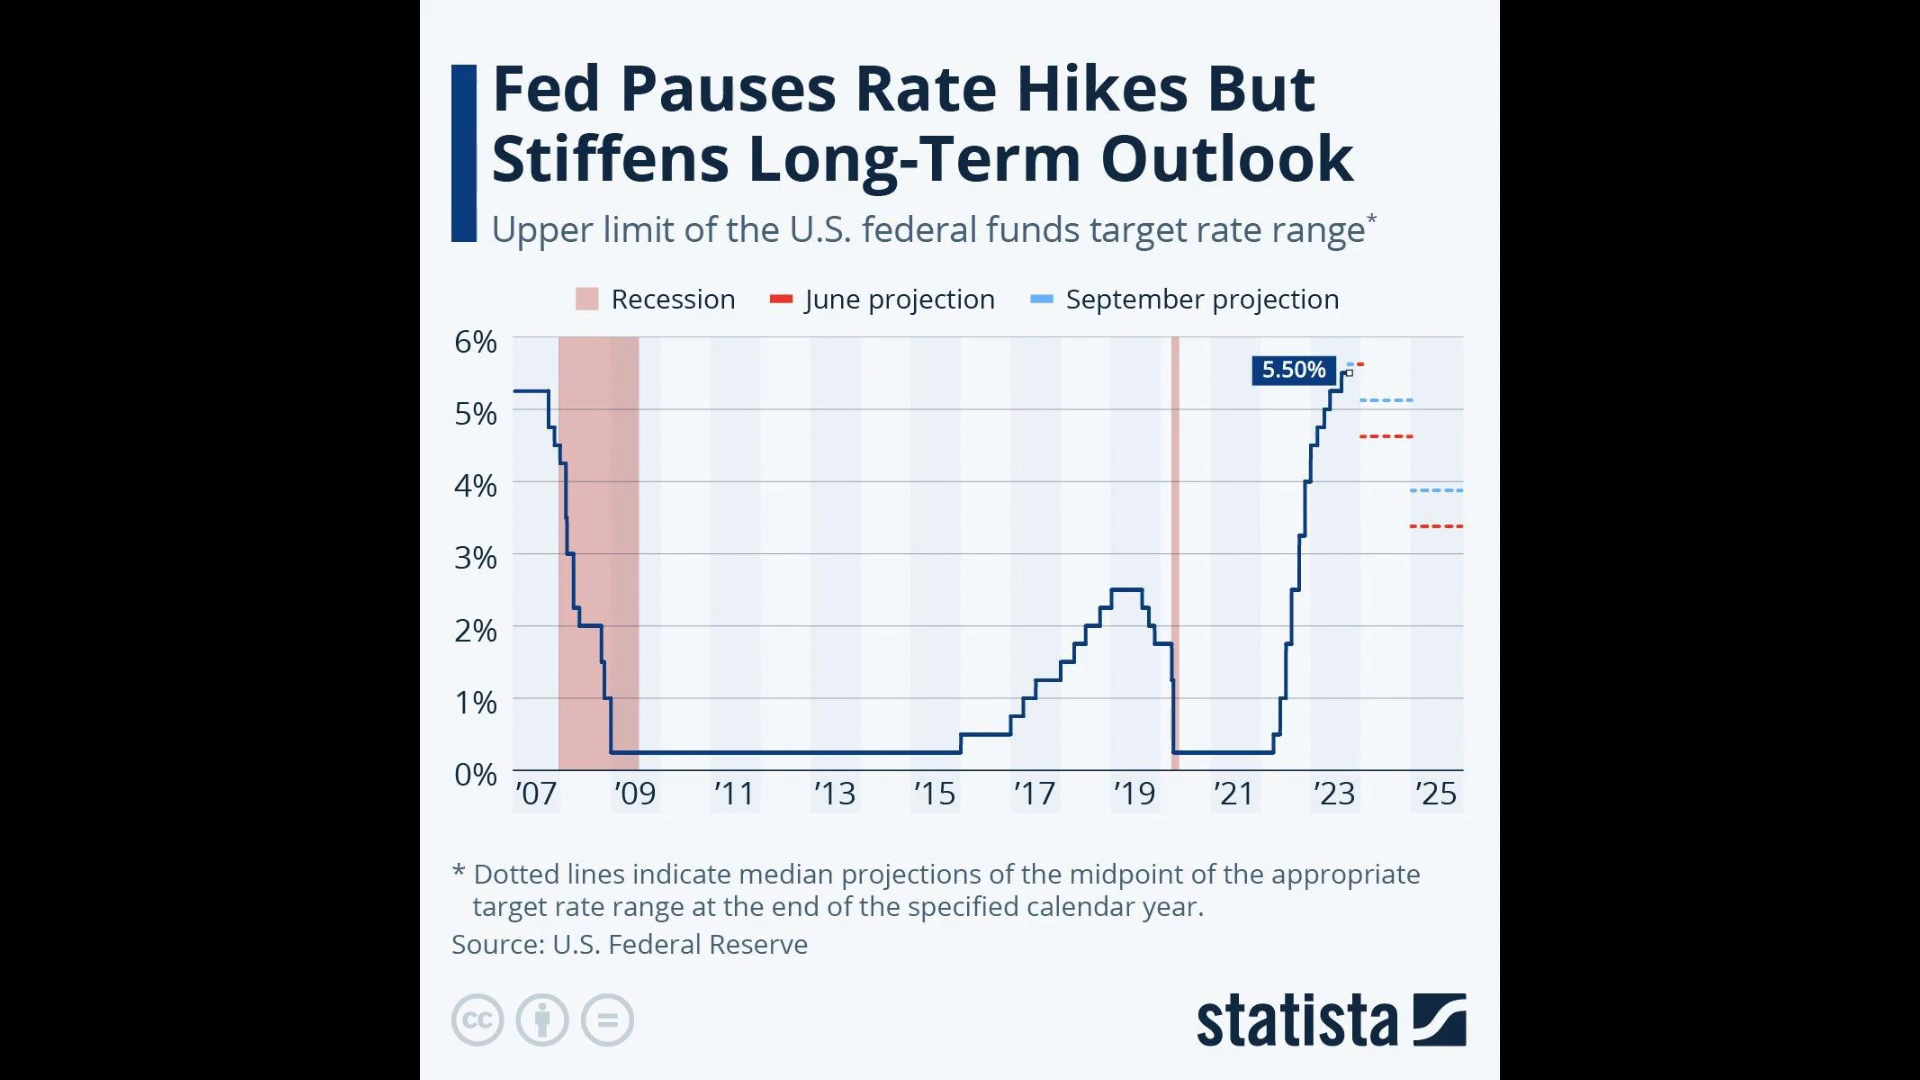 Fed Pauses Rate Hikes But
Stiffens Long-Term Outlook
Upper limit of the U.S. federal funds target rate range*
Recession June projection September projection
6%
5.50%
5%
4%
3%
2%
1%
0%
’07 ’09 ’11 ’13 ’15 ’17 ’19 ’21 ’23 ’25
* Dotted lines indicate median projections of the midpoint of the appropriate
target rate range at the end of the specified calendar year.
Source: U.S. Federal Reserve
cc
statista